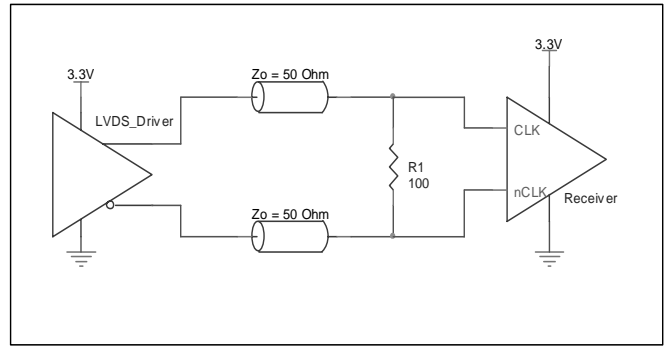 3.3V
3.3V
Zo = 50 Ohm
LVDS_Driver
CLK
R1
100
nCLK
Receiver
Zo = 50 Ohm